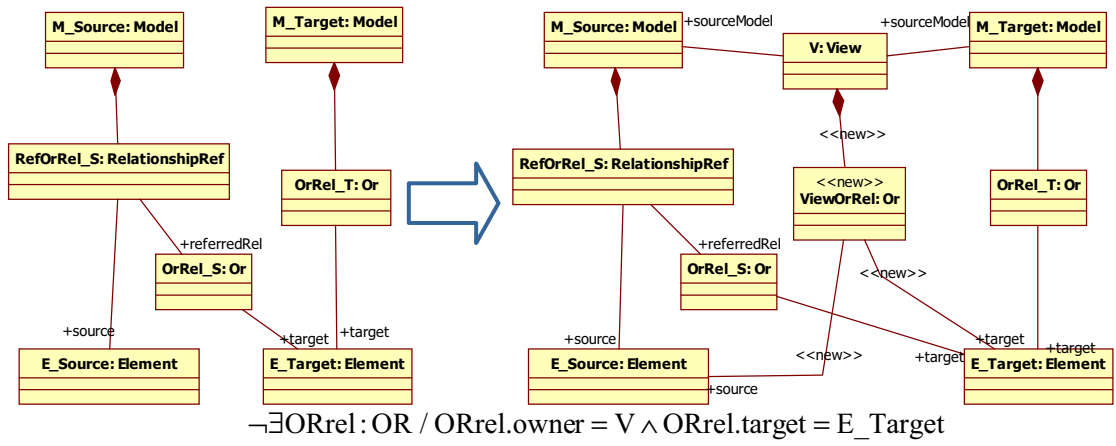 M_Source: Model
M_Target: Model
RefOrRel_S: RelationshipRef
OrRel_T: Or
+referredRel
OrRel_S: Or
+source
+target
+target
E_Source: Element
E_Target: Element
M_Source: Model
+sourceModel
V: View
+sourceModel
M_Target: Model
<<new>>
RefOrRel_S: RelationshipRef
<<new>>
ViewOrRel: Or
OrRel_T: Or
+referredRel
OrRel_S: Or
<<new>>
+source
<<new>>
+target
+target
+target
E_Source: Element
+source
E_Target: Element
¬∃ORrel : OR / ORrel.owner = V ∧ ORrel.target = E_Target